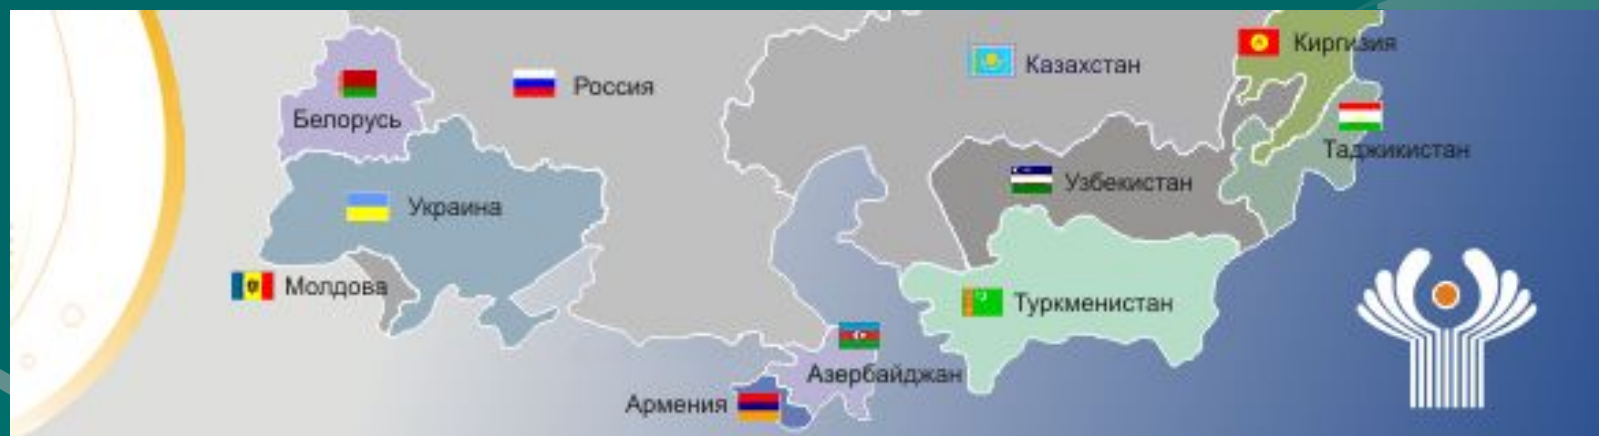 Киргизия
Казахстан
Россия
Белорусь
Таджикистан
Узбекистан
Украина
Молдова
Туркменистан
Азербайджан
Армения